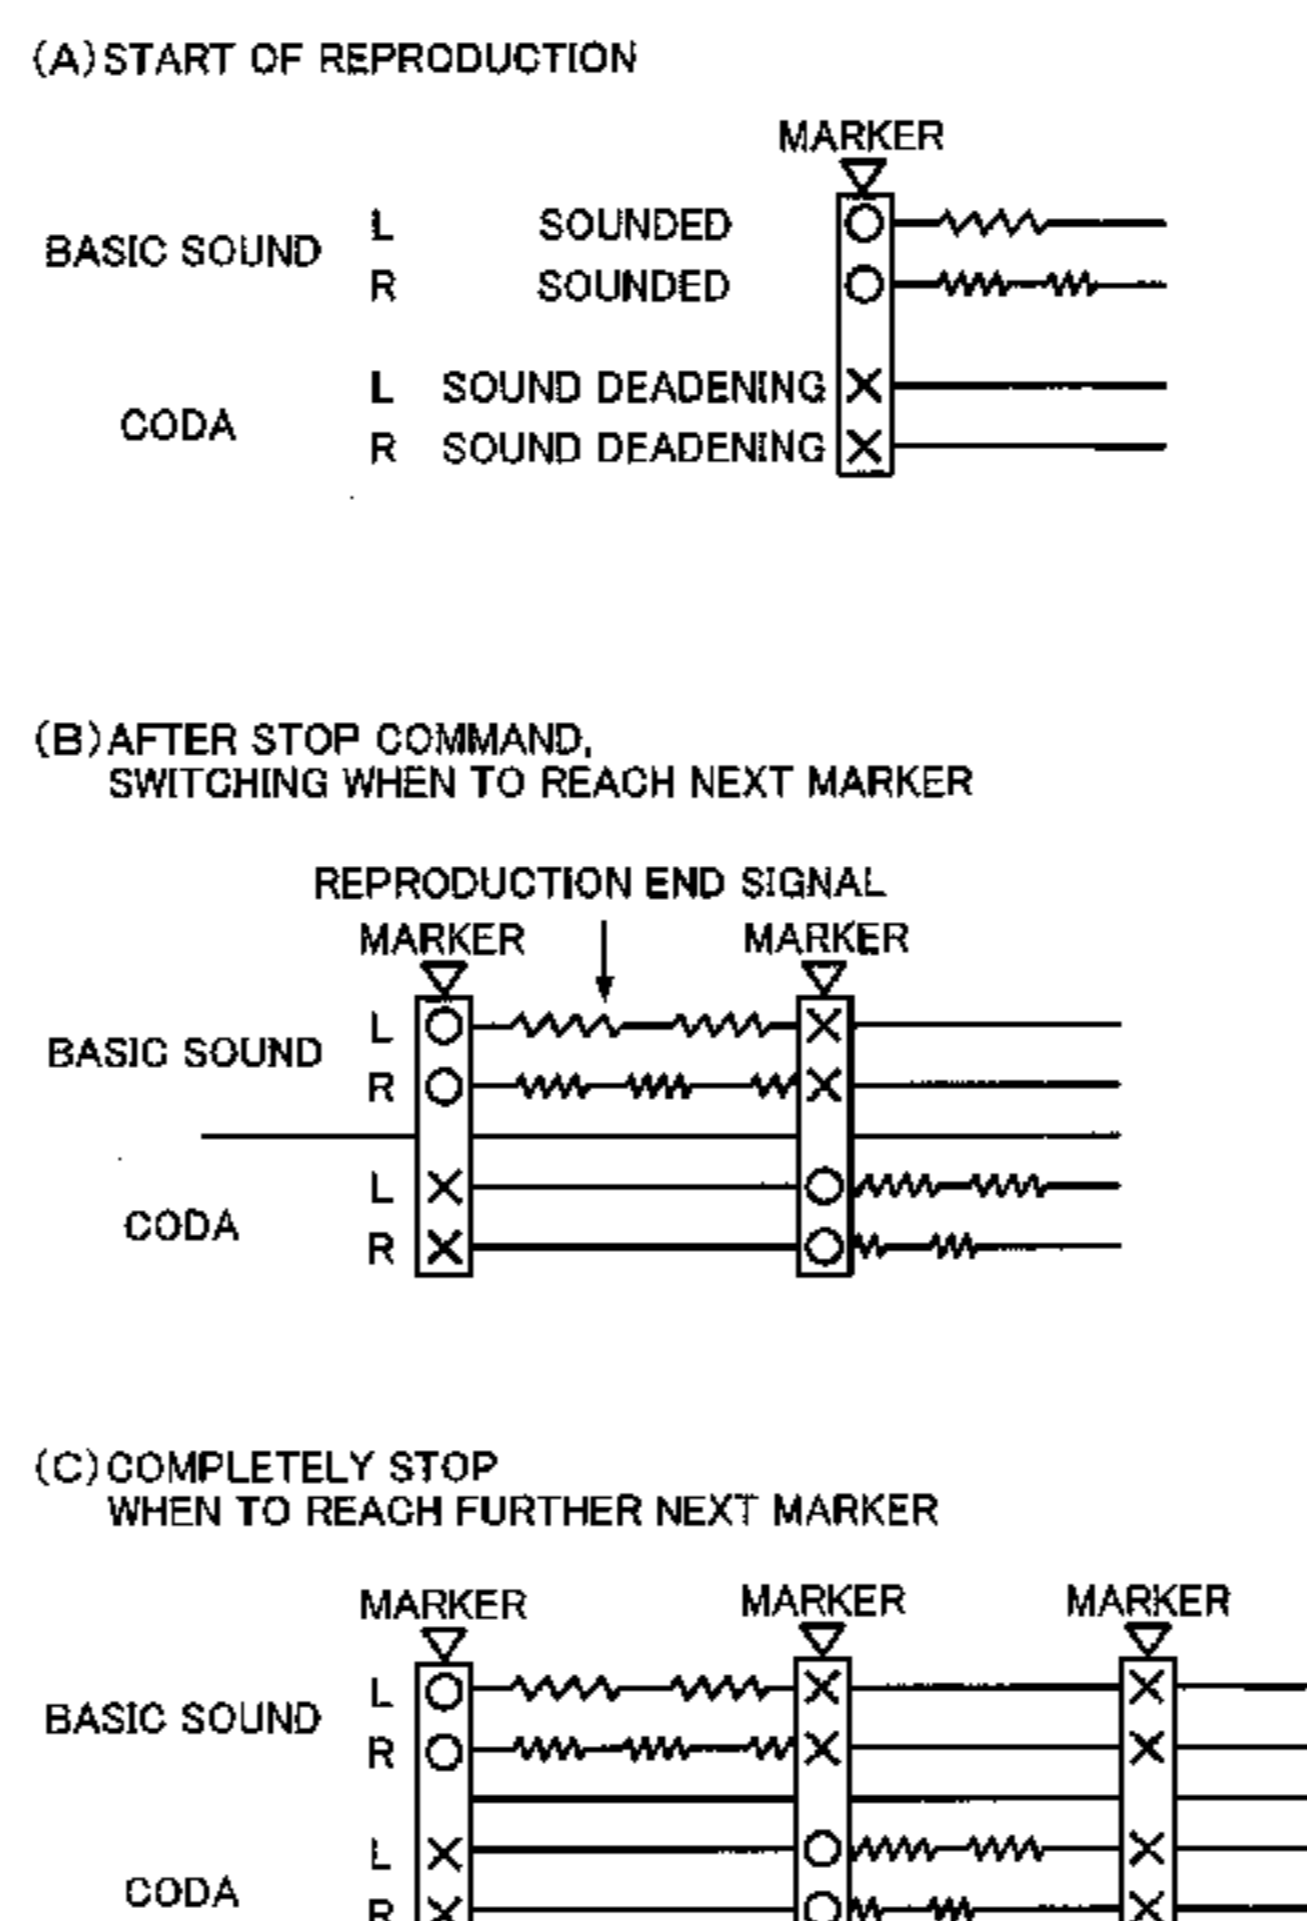 (A) START OF REPRODUCTION
MARKER
BASIC SOUND
L SOUNDED ○
R SOUNDED ○
CODA
L SOUND DEADENING ×
R SOUND DEADENING ×
(B) AFTER STOP COMMAND,
SWITCHING WHEN TO REACH NEXT MARKER
REPRODUCTION END SIGNAL
MARKER MARKER
BASIC SOUND
L ○ ×
R ○ ×
CODA
L × ○
R × ○
(C) COMPLETELY STOP
WHEN TO REACH FURTHER NEXT MARKER
MARKER MARKER MARKER
BASIC SOUND
L ○ × ×
R ○ × ×
CODA
L × ○ ×
R × ○ ×